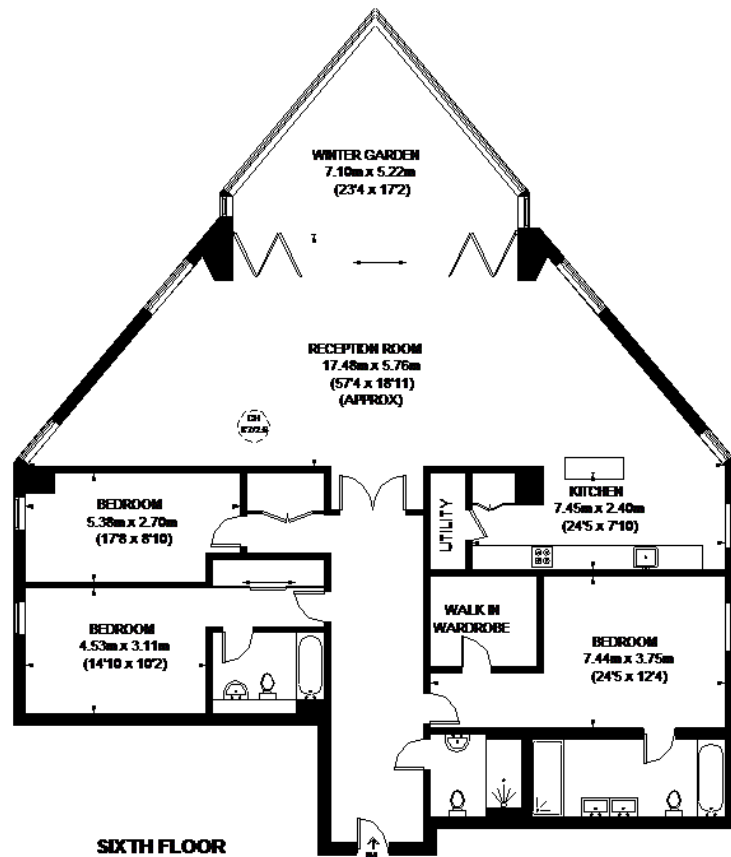 WINTER GARDEN
7.10m x 5.22m
(23'4 x 17'2)
RECEPTION ROOM
17.48m x 5.76m
(57'4 x 18'11)
(APPROX)
CH
BEDROOM
5.38m x 2.70m
(17'8 x 8'10)
UTILITY
KITCHEN
7.45m x 2.40m
(24'5 x 7'10)
BEDROOM
4.53m x 3.11m
(14'10 x 10'2)
WALK IN
WARDROBE
BEDROOM
7.44m x 3.75m
(24'5 x 12'4)
SIXTH FLOOR
IN